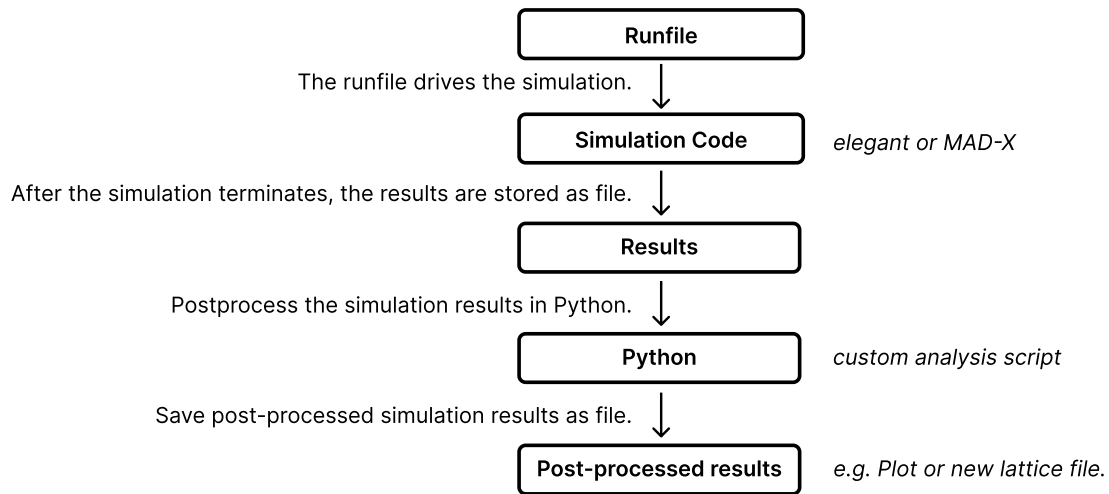 Runfile
The runfile drives the simulation.
Simulation Code
elegant or MAD-X
After the simulation terminates, the results are stored as file.
Results
Postprocess the simulation results in Python.
Python
custom analysis script
Save post-processed simulation results as file.
Post-processed results
e.g. Plot or new lattice file.